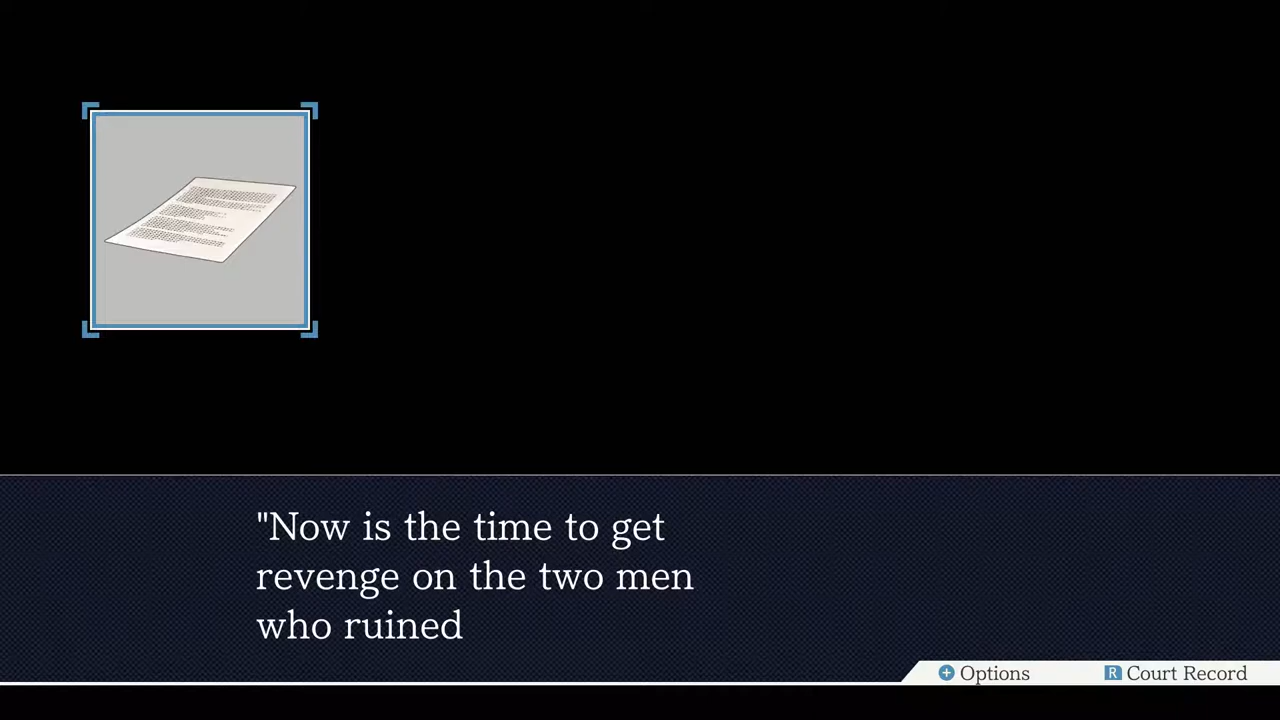 "Now is the time to get
revenge on the two men
who ruined
+ Options R Court Record